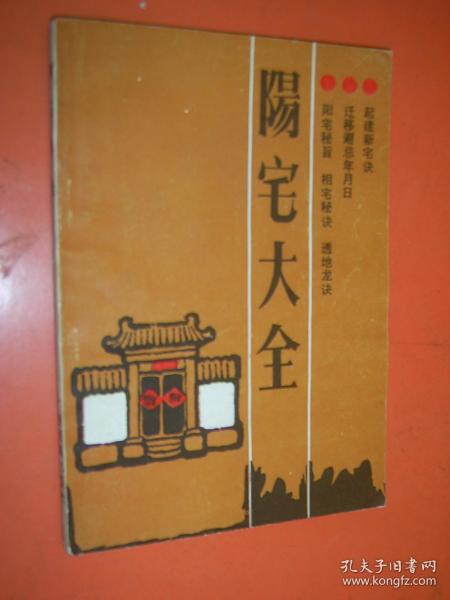 陽宅大全
起建新宅诀
迁移避忌年月日
阳宅秘旨 相宅秘诀 透地龙诀
孔夫子旧书网
www.kongfz.com